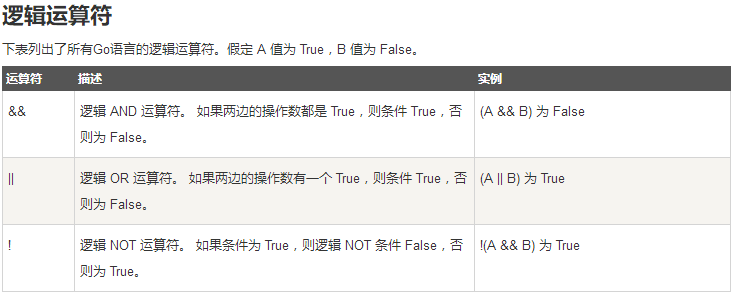 逻辑运算符
下表列出了所有Go语言的逻辑运算符。假定 A 值为 True，B 值为 False。
运算符 描述 实例
&& 逻辑 AND 运算符。 如果两边的操作数都是 True，则条件 True，否 (A && B) 为 False
则为 False。
|| 逻辑 OR 运算符。 如果两边的操作数有一个 True，则条件 True，否 (A || B) 为 True
则为 False。
! 逻辑 NOT 运算符。 如果条件为 True，则逻辑 NOT 条件 False，否 !(A && B) 为 True
则为 True。